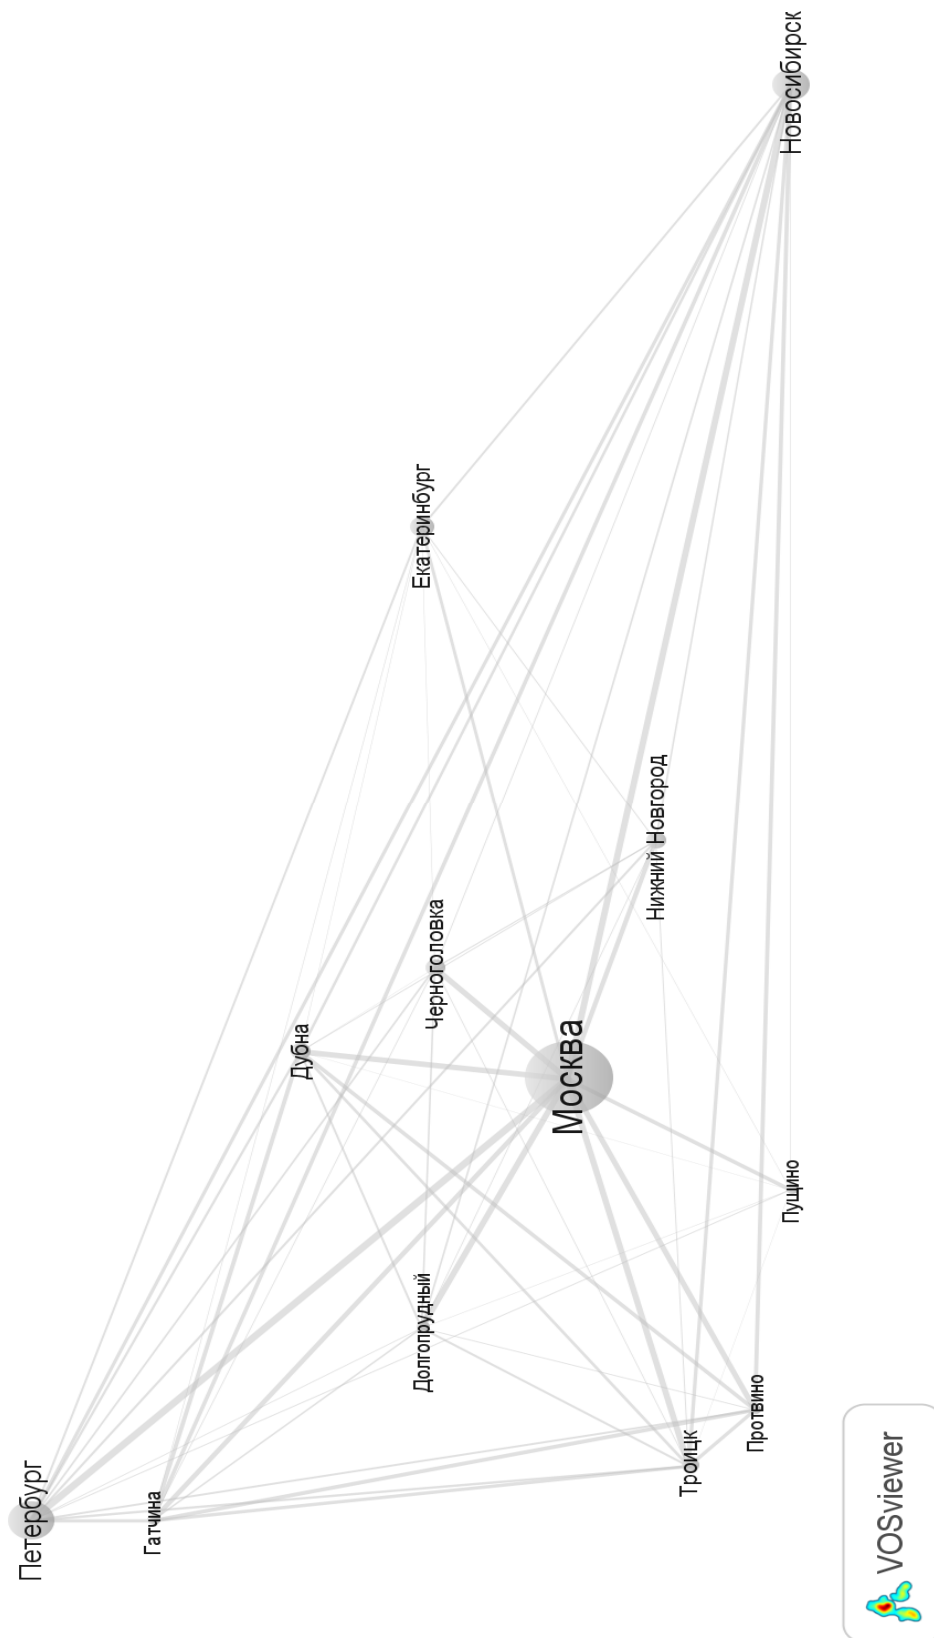 Петербург
Гатчина
Дубна
Екатеринбург
Долгопрудный
Черноголовка
Москва
Нижний Новгород
Троицк
Протвино
Пущино
Новосибирск
VOSviewer